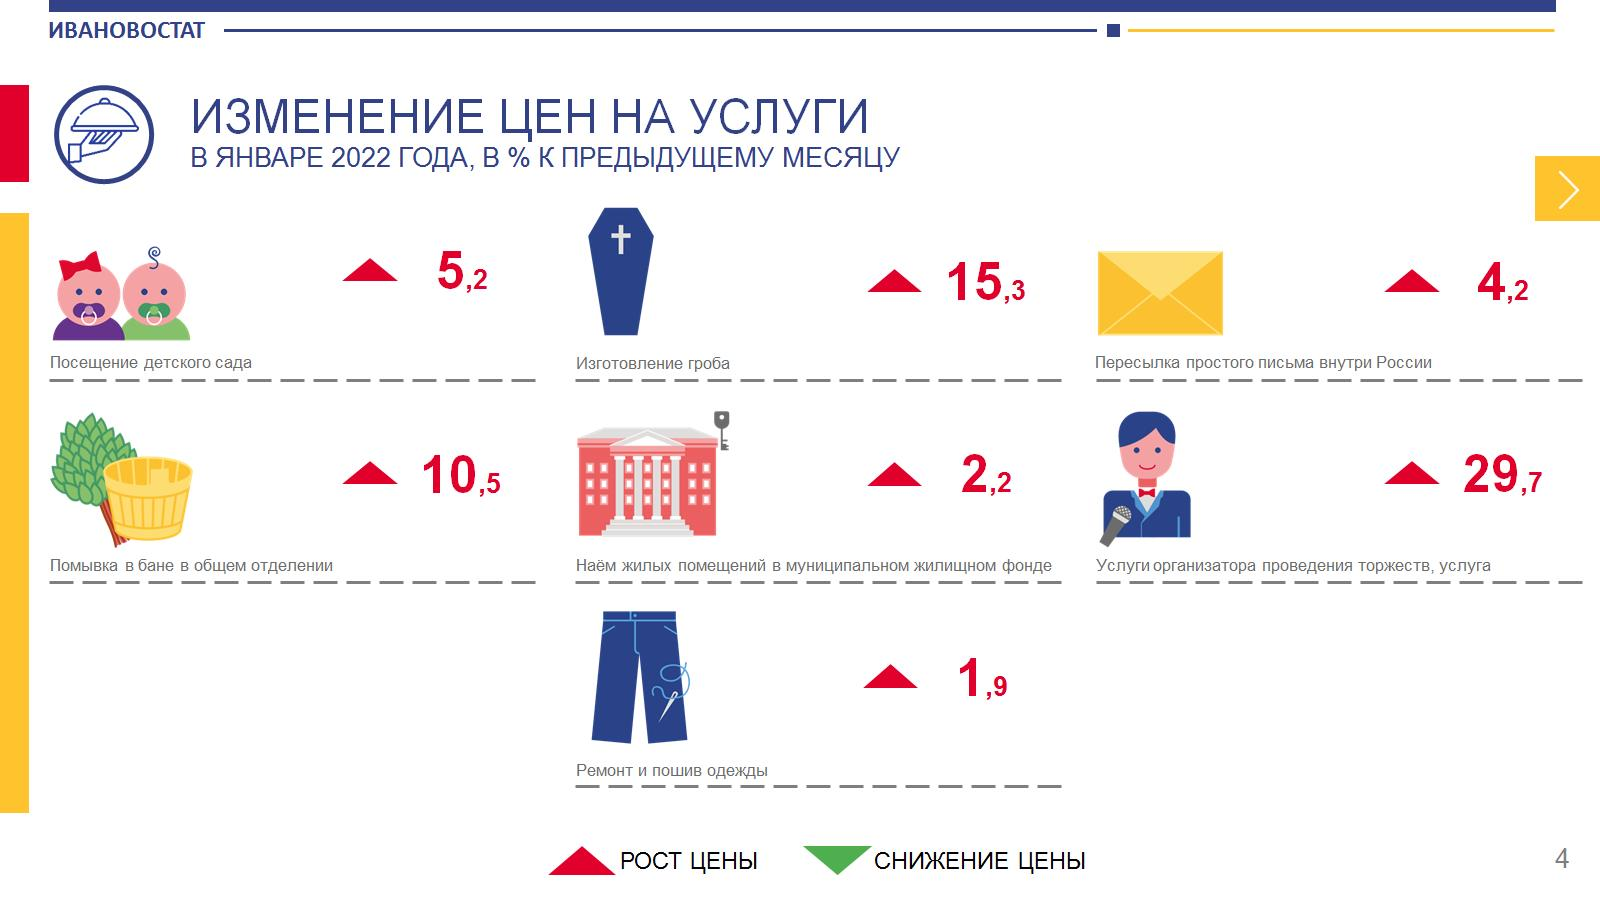 ИВАНОВОСТАТ
ИЗМЕНЕНИЕ ЦЕН НА УСЛУГИ
В ЯНВАРЕ 2022 ГОДА, В % К ПРЕДЫДУЩЕМУ МЕСЯЦУ
5,2
Посещение детского сада
15,3
Изготовление гроба
4,2
Пересылка простого письма внутри России
10,5
Помывка в бане в общем отделении
2,2
Наём жилых помещений в муниципальном жилищном фонде
29,7
Услуги организатора проведения торжеств, услуга
1,9
Ремонт и пошив одежды
РОСТ ЦЕНЫ
СНИЖЕНИЕ ЦЕНЫ
4